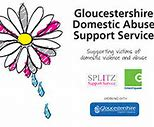 Gloucestershire
Domestic Abuse
Support Service
Supporting victims of
domestic violence and abuse
SPLITZ
Support Service
Gloucestershire